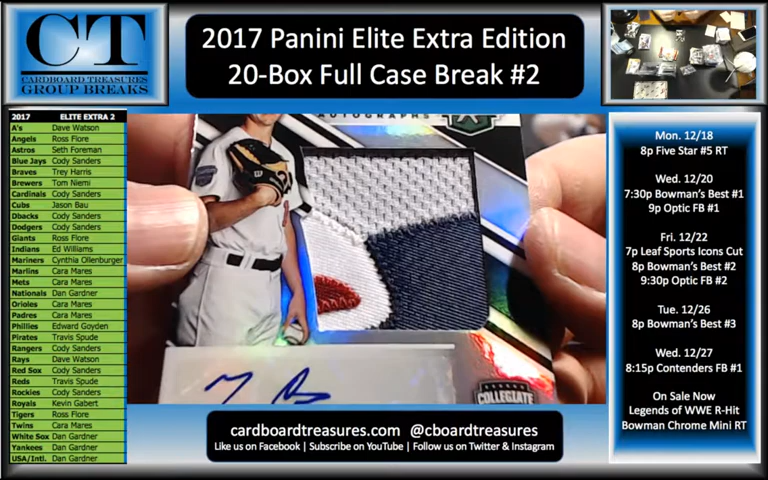 CT
CARDBOARD TREASURES
GROUP BREAKS
2017 Panini Elite Extra Edition
20-Box Full Case Break #2
2017 ELITE EXTRA 2
A's Dave Watson
Angels Ross Flore
Astros Seth Foreman
Blue Jays Cody Sanders
Braves Trey Harris
Brewers Tom Niemi
Cardinals Cody Sanders
Cubs Jason Bau
Dbacks Cody Sanders
Dodgers Cody Sanders
Giants Ross Flore
Indians Ed Williams
Mariners Cynthia Ollenburger
Marlins Cara Mares
Mets Cara Mares
Nationals Dan Gardner
Orioles Cara Mares
Padres Cara Mares
Phillies Edward Goyden
Pirates Travis Spude
Rangers Cody Sanders
Rays Dave Watson
Red Sox Cody Sanders
Reds Travis Spude
Rockies Cody Sanders
Royals Kevin Gabert
Tigers Ross Flore
Twins Cara Mares
White Sox Dan Gardner
Yankees Dan Gardner
USA/Intl. Dan Gardner
AUTOGRAPHS
COLLEGIATE
Mon. 12/18
8p Five Star #5 RT
Wed. 12/20
7:30p Bowman's Best #1
9p Optic FB #1
Fri. 12/22
7p Leaf Sports Icons Cut
8p Bowman's Best #2
9:30p Optic FB #2
Tue. 12/26
8p Bowman's Best #3
Wed. 12/27
8:15p Contenders FB #1
On Sale Now
Legends of WWE R-Hit
Bowman Chrome Mini RT
cardboardtreasures.com @cboardtreasures
Like us on Facebook | Subscribe on YouTube | Follow us on Twitter & Instagram